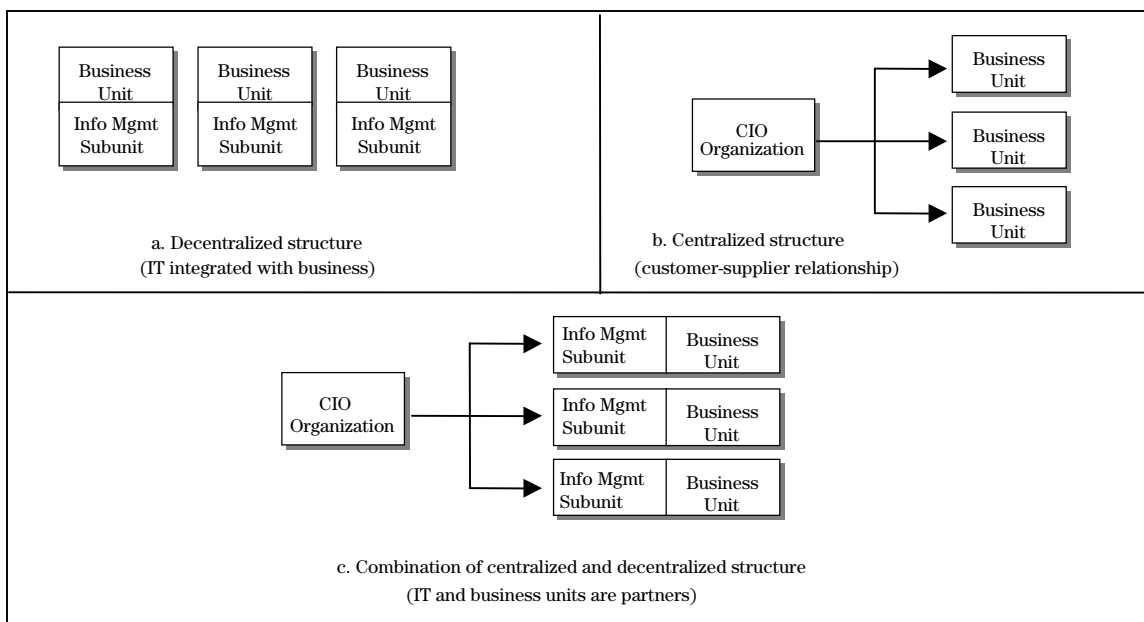 Business
Unit
Info Mgmt
Subunit
Business
Unit
Info Mgmt
Subunit
Business
Unit
Info Mgmt
Subunit
a. Decentralized structure
(IT integrated with business)
CIO
Organization
Business
Unit
Business
Unit
Business
Unit
b. Centralized structure
(customer-supplier relationship)
CIO
Organization
Info Mgmt
Subunit
Business
Unit
Info Mgmt
Subunit
Business
Unit
Info Mgmt
Subunit
Business
Unit
c. Combination of centralized and decentralized structure
(IT and business units are partners)